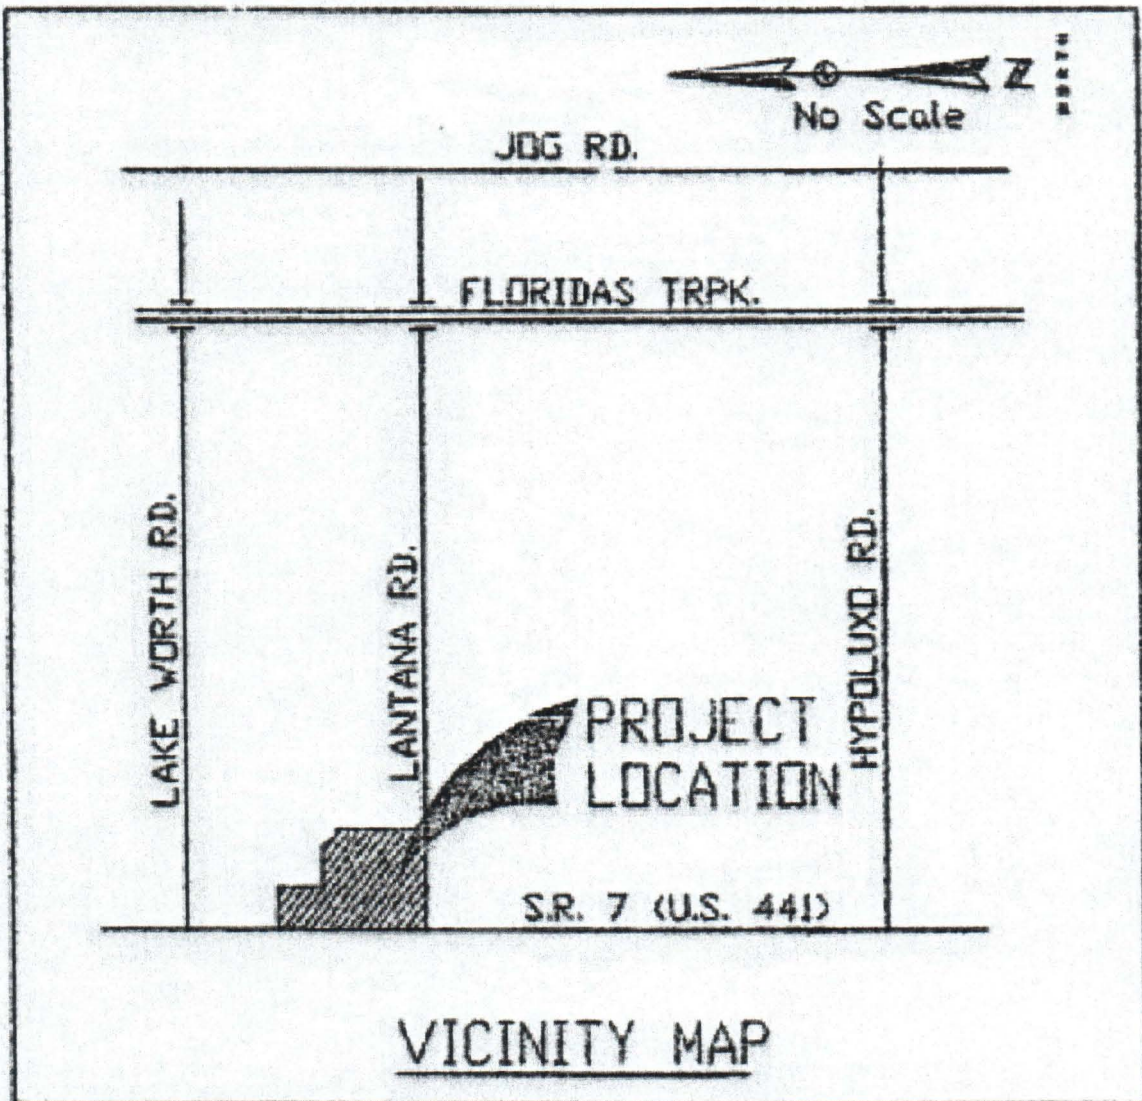 N
No Scale
JOG RD.
FLORIDAS TRPK.
LAKE WORTH RD.
LANTANA RD.
HYPOLUXO RD.
PROJECT
LOCATION
S.R. 7 (U.S. 441)
VICINITY MAP